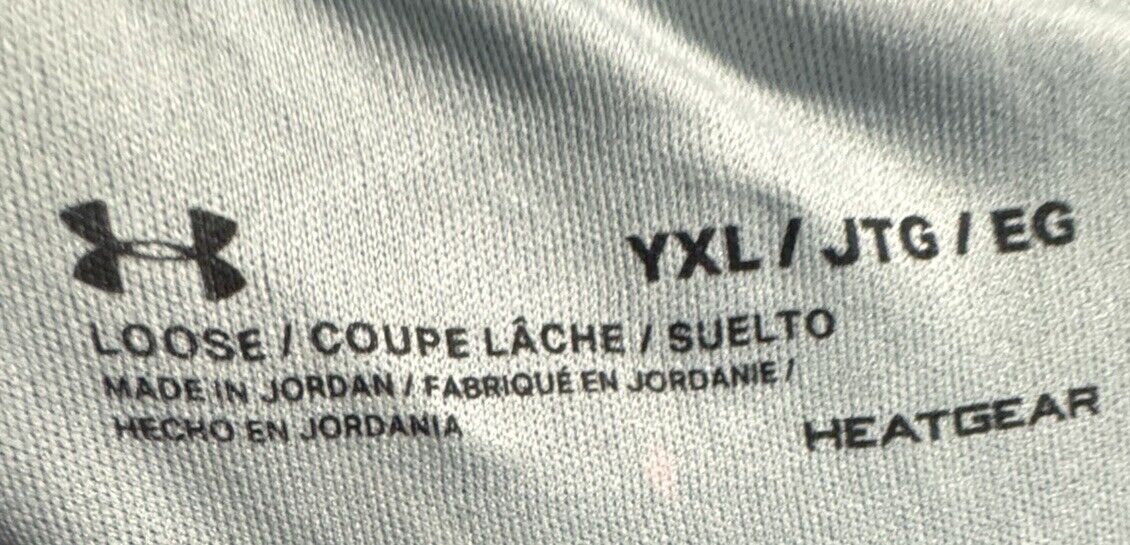 YXL / JTG / EG
LOOSE / COUPE LÂCHE / SUELTO
MADE IN JORDAN / FABRIQUÉ EN JORDANIE /
HECHO EN JORDANIA
HEATGEAR